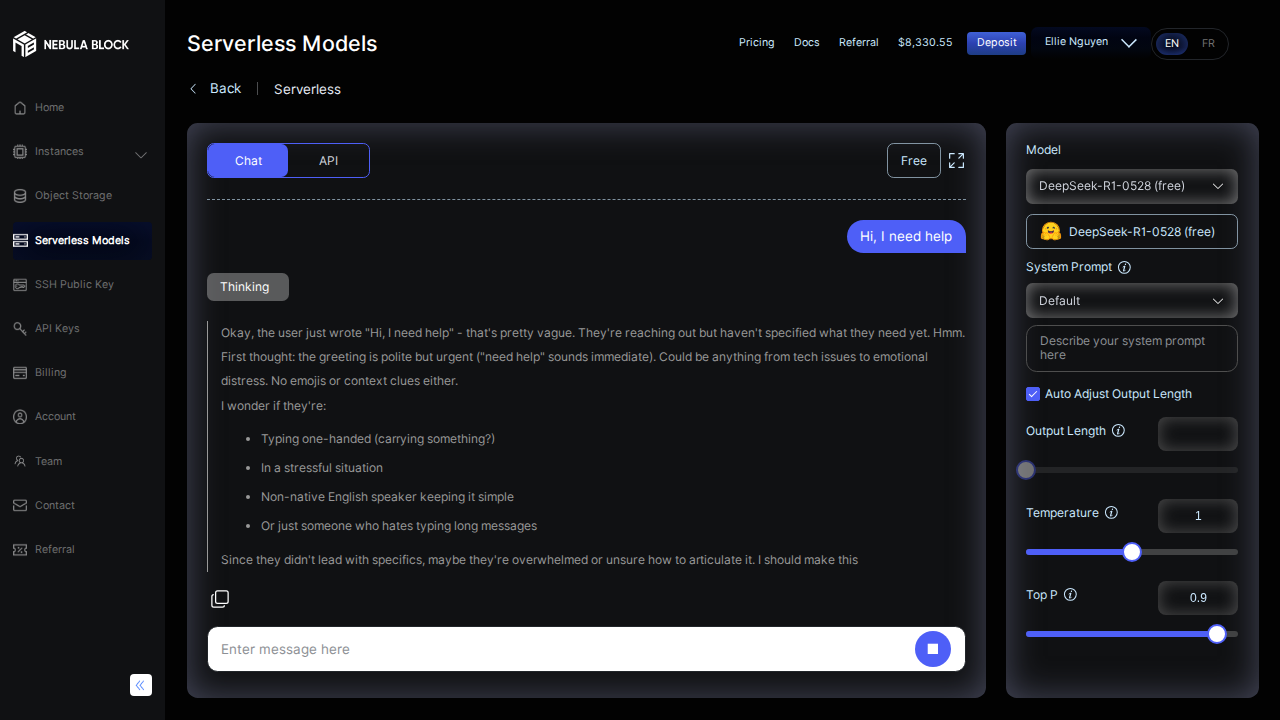 NEBULA BLOCK
Home
Instances
Object Storage
Serverless Models
SSH Public Key
API Keys
Billing
Account
Team
Contact
Referral
Serverless Models
Pricing
Docs
Referral
$8,330.55
Deposit
Ellie Nguyen
EN
FR
Back
Serverless
Chat
API
Free
Hi, I need help
Thinking
Okay, the user just wrote "Hi, I need help" - that's pretty vague. They're reaching out but haven't specified what they need yet. Hmm.
First thought: the greeting is polite but urgent ("need help" sounds immediate). Could be anything from tech issues to emotional
distress. No emojis or context clues either.
I wonder if they're:
• Typing one-handed (carrying something?)
• In a stressful situation
• Non-native English speaker keeping it simple
• Or just someone who hates typing long messages
Since they didn't lead with specifics, maybe they're overwhelmed or unsure how to articulate it. I should make this
Enter message here
Model
DeepSeek-R1-0528 (free)
DeepSeek-R1-0528 (free)
System Prompt
Default
Describe your system prompt
here
Auto Adjust Output Length
Output Length
Temperature
1
Top P
0.9